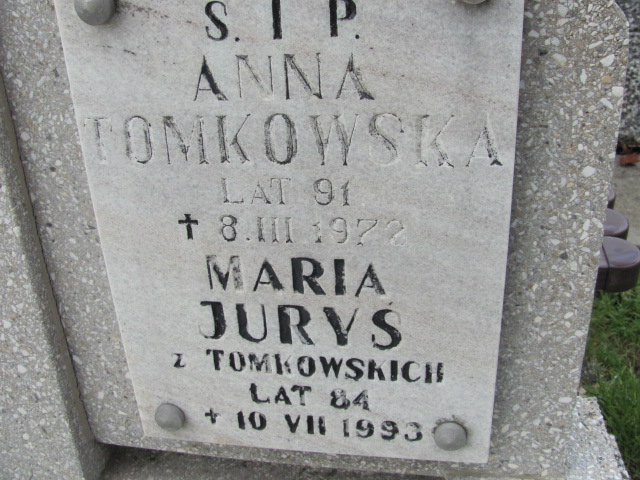 Ś. I P.
ANNA
TOMKOWSKA
LAT 91
✝ 8.III 1972
MARIA
JURYŚ
z TOMKOWSKICH
LAT 84
+ 10 VII 1993